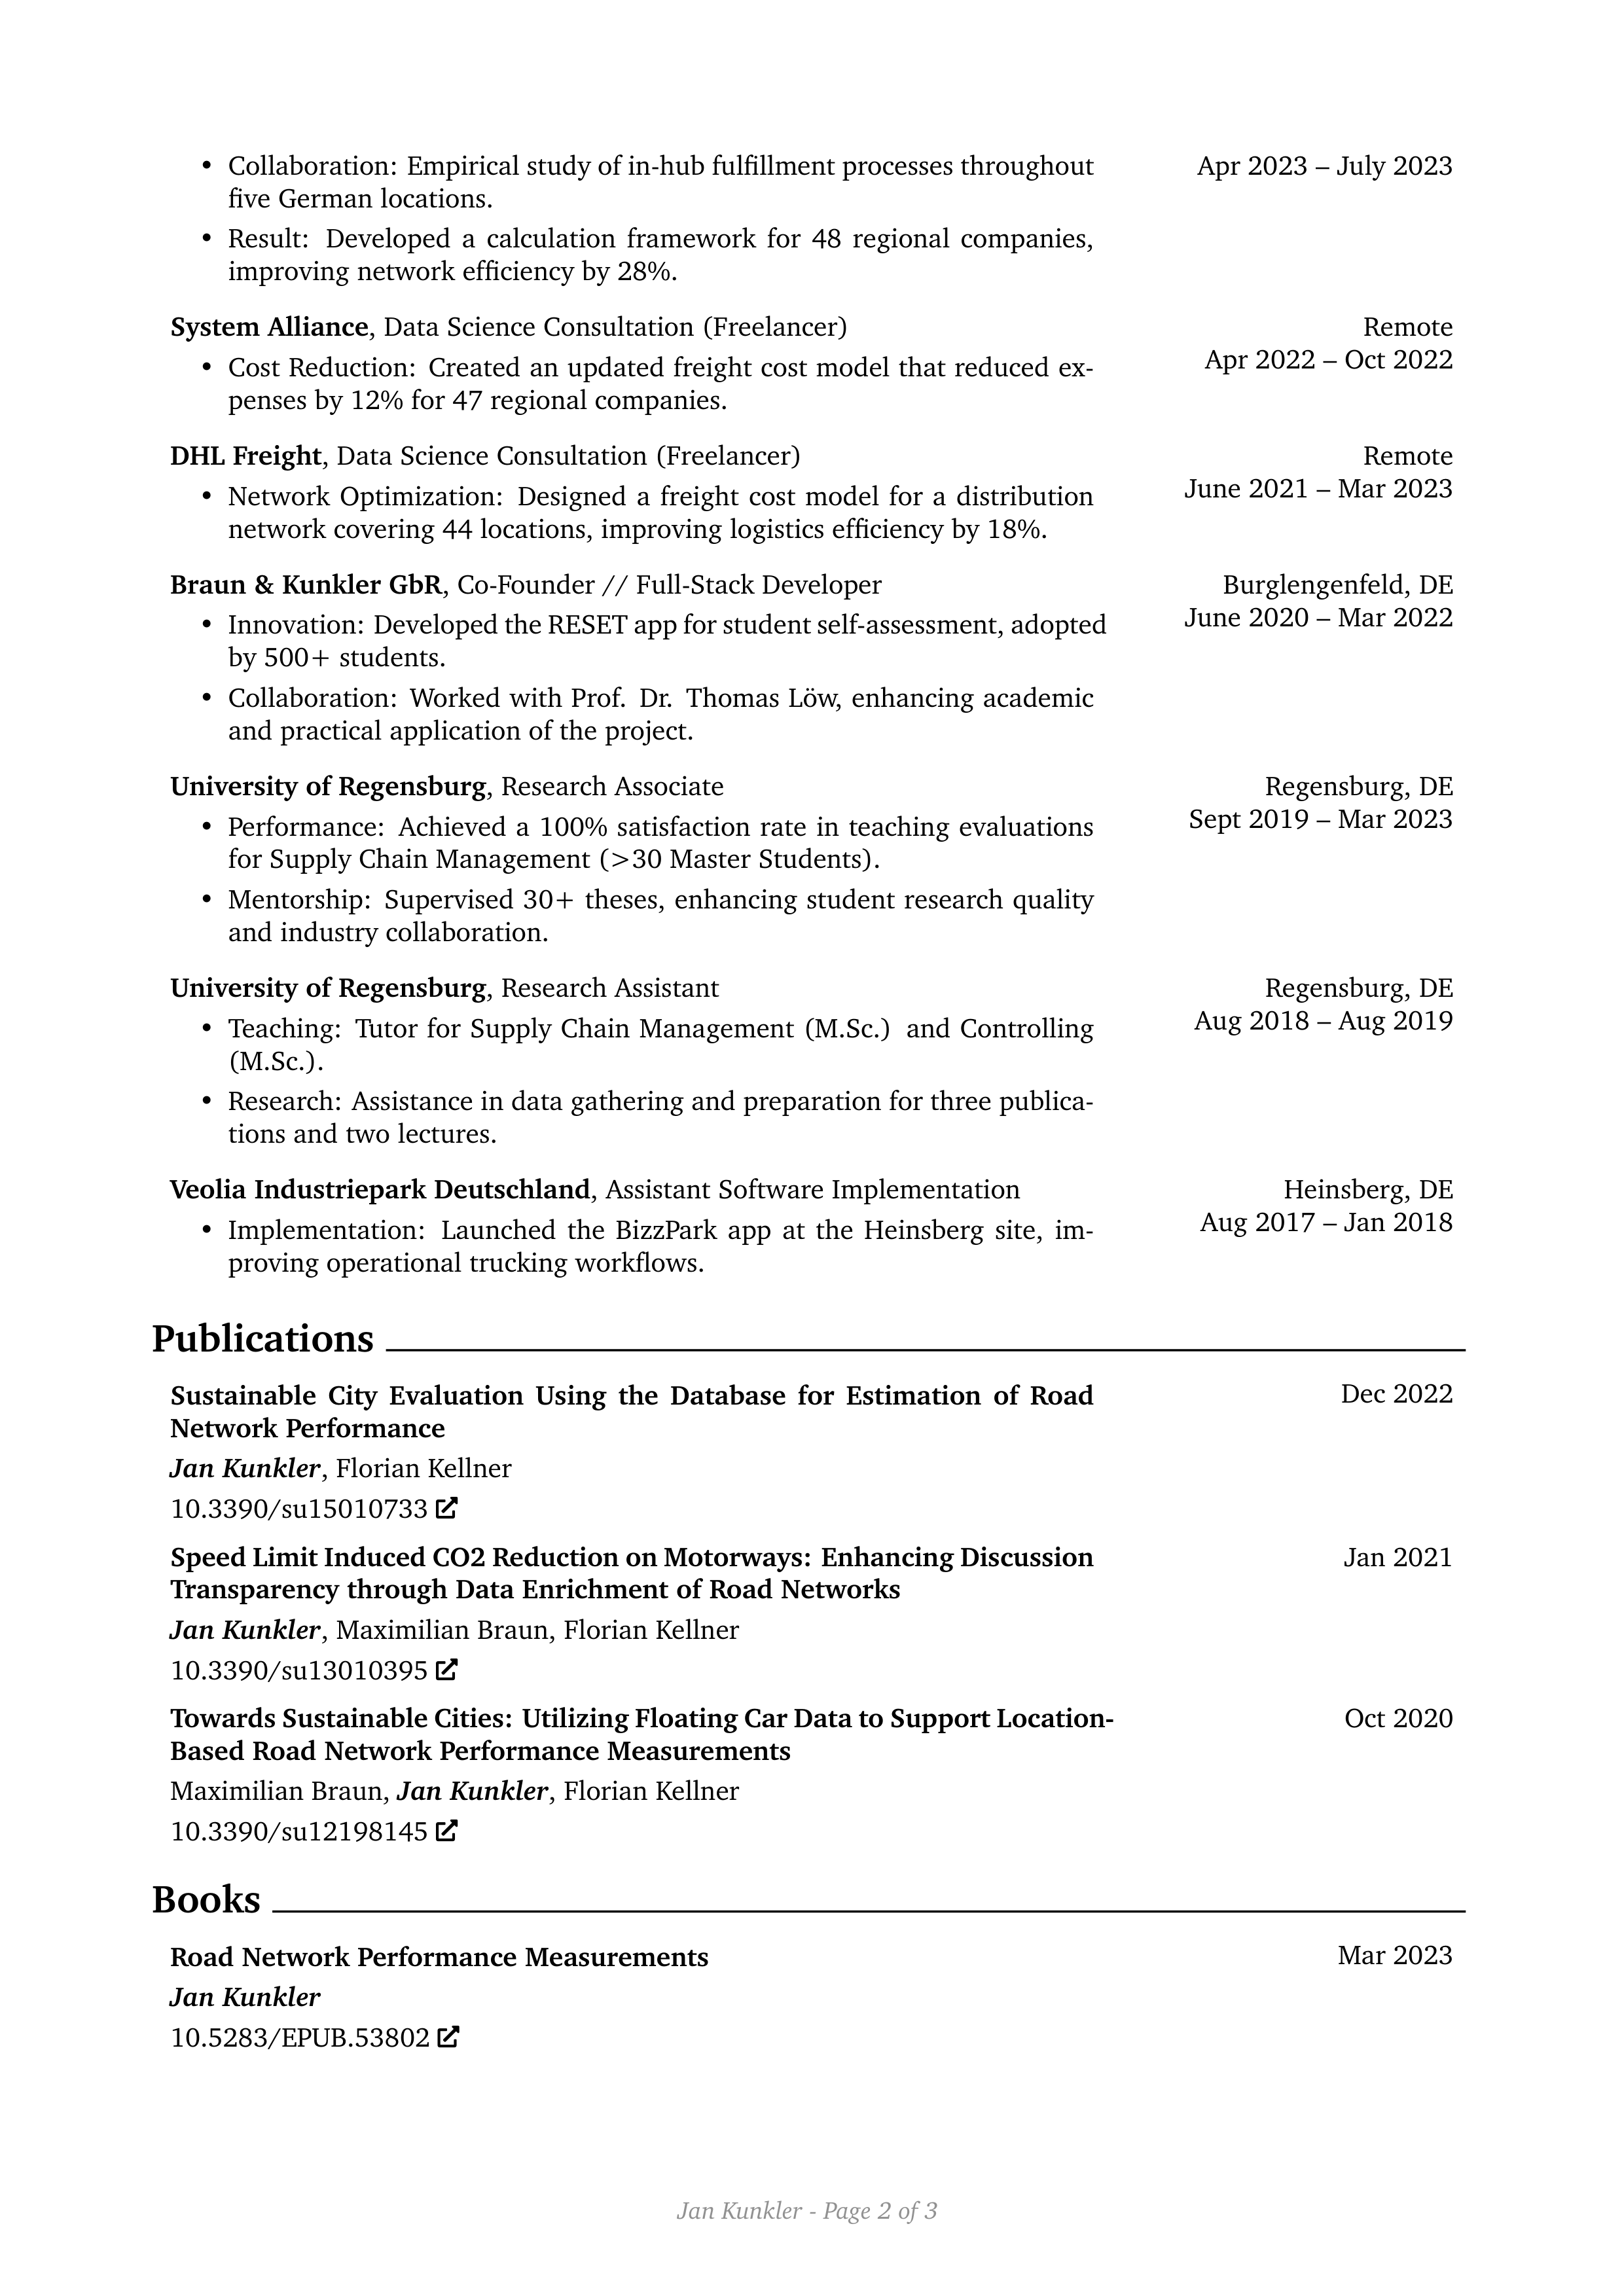 • Collaboration: Empirical study of in-hub fulfillment processes throughout Apr 2023 – July 2023
five German locations.
• Result: Developed a calculation framework for 48 regional companies,
improving network efficiency by 28%.
System Alliance, Data Science Consultation (Freelancer) Remote
Apr 2022 – Oct 2022
• Cost Reduction: Created an updated freight cost model that reduced ex-
penses by 12% for 47 regional companies.
DHL Freight, Data Science Consultation (Freelancer) Remote
June 2021 – Mar 2023
• Network Optimization: Designed a freight cost model for a distribution
network covering 44 locations, improving logistics efficiency by 18%.
Braun & Kunkler GbR, Co-Founder // Full-Stack Developer Burglengenfeld, DE
June 2020 – Mar 2022
• Innovation: Developed the RESET app for student self-assessment, adopted
by 500+ students.
• Collaboration: Worked with Prof. Dr. Thomas Löw, enhancing academic
and practical application of the project.
University of Regensburg, Research Associate Regensburg, DE
Sept 2019 – Mar 2023
• Performance: Achieved a 100% satisfaction rate in teaching evaluations
for Supply Chain Management (>30 Master Students).
• Mentorship: Supervised 30+ theses, enhancing student research quality
and industry collaboration.
University of Regensburg, Research Assistant Regensburg, DE
Aug 2018 – Aug 2019
• Teaching: Tutor for Supply Chain Management (M.Sc.) and Controlling
(M.Sc.).
• Research: Assistance in data gathering and preparation for three publica-
tions and two lectures.
Veolia Industriepark Deutschland, Assistant Software Implementation Heinsberg, DE
Aug 2017 – Jan 2018
• Implementation: Launched the BizzPark app at the Heinsberg site, im-
proving operational trucking workflows.
Publications
Sustainable City Evaluation Using the Database for Estimation of Road Dec 2022
Network Performance
Jan Kunkler, Florian Kellner
10.3390/su15010733
Speed Limit Induced CO2 Reduction on Motorways: Enhancing Discussion Jan 2021
Transparency through Data Enrichment of Road Networks
Jan Kunkler, Maximilian Braun, Florian Kellner
10.3390/su13010395
Towards Sustainable Cities: Utilizing Floating Car Data to Support Location- Oct 2020
Based Road Network Performance Measurements
Maximilian Braun, Jan Kunkler, Florian Kellner
10.3390/su12198145
Books
Road Network Performance Measurements Mar 2023
Jan Kunkler
10.5283/EPUB.53802
Jan Kunkler - Page 2 of 3